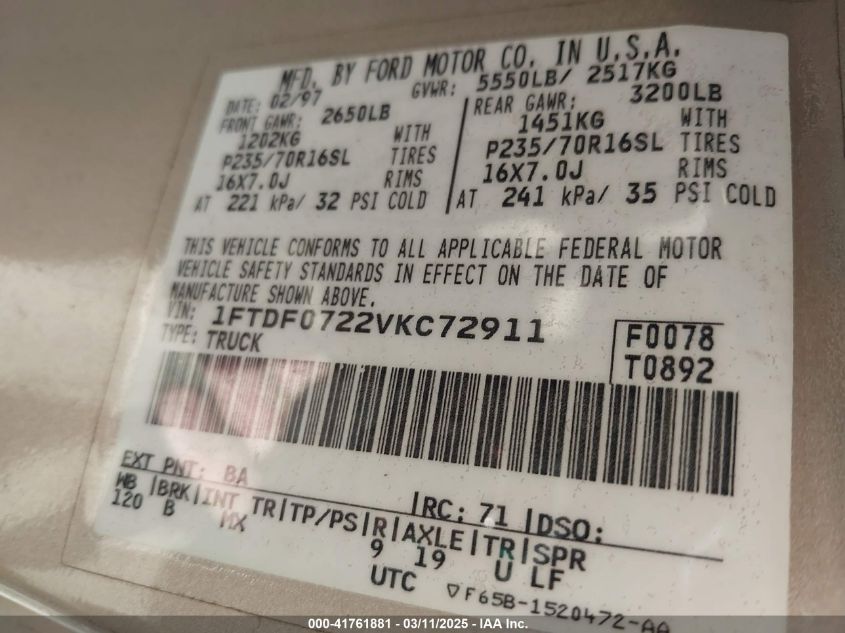 MFD. BY FORD MOTOR CO. IN U.S.A.
DATE: 02/97 GVWR: 5550LB/ 2517KG
FRONT GAWR: 2650LB
1202KG WITH
P235/70R16SL TIRES
16X7.0J RIMS
AT 221 kPa/ 32 PSI COLD
REAR GAWR: 3200LB
1451KG WITH
P235/70R16SL TIRES
16X7.0J RIMS
AT 241 kPa/ 35 PSI COLD
THIS VEHICLE CONFORMS TO ALL APPLICABLE FEDERAL MOTOR
VEHICLE SAFETY STANDARDS IN EFFECT ON THE DATE OF
MANUFACTURE SHOWN ABOVE.
VIN: 1FTDF0722VKC72911
TYPE: TRUCK
F0078
T0892
EXT PNT: BA RC: 71 DSO:
WB |BRK|INT TR|TP/PS|R|AXLE|TR|SPR
120 B MX 9 19 U LF
UTC ▽F65B-1520472-AA
000-41761881 - 03/11/2025 - IAA Inc.